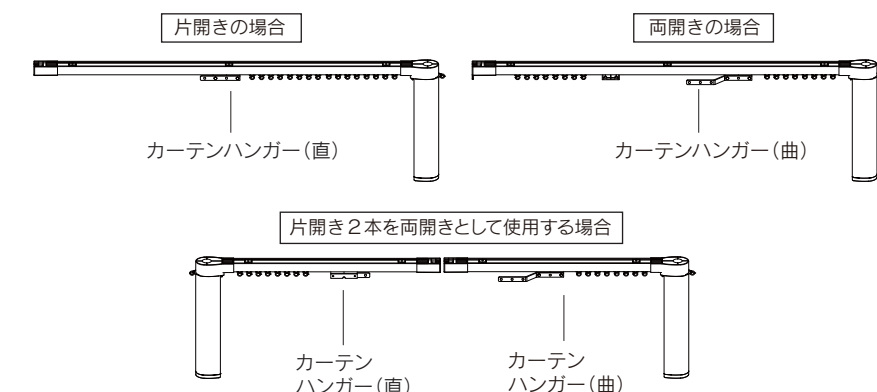 片開きの場合
両開きの場合
カーテンハンガー(直)
カーテンハンガー(曲)
片開き2本を両開きとして使用する場合
カーテン
ハンガー(直)
カーテン
ハンガー(曲)